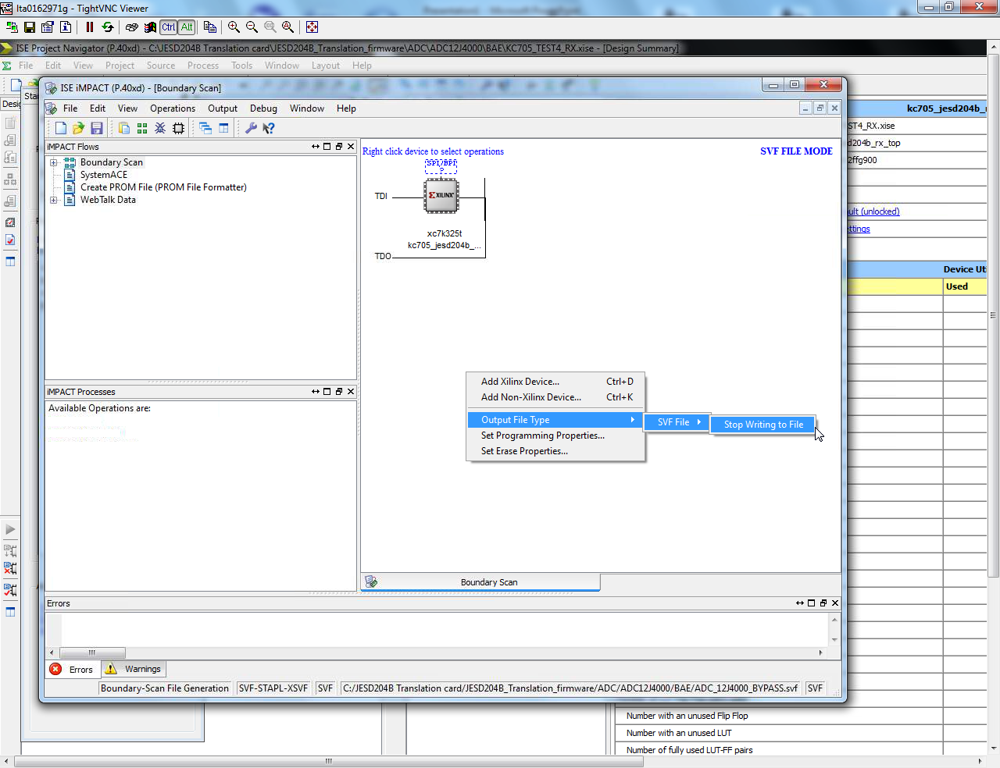 lta0162971g - TightVNC Viewer
Ctrl Alt
ISE Project Navigator (P.40xd) - C:\JESD204B Translation card\JESD204B_Translation_firmware\ADC\ADC12J4000\BAE\KC705_TEST4_RX.xise - [Design Summary]
File Edit View Project Source Process Tools Window Layout Help
ISE iMPACT (P.40xd) - [Boundary Scan]
File Edit View Operations Output Debug Window Help
iMPACT Flows
Boundary Scan
SystemACE
Create PROM File (PROM File Formatter)
WebTalk Data
iMPACT Processes
Available Operations are:
Right click device to select operations
SVF FILE MODE
SPI/BPI
?
TDI
XILINX
xc7k325t
kc705_jesd204b_...
TDO
Add Xilinx Device... Ctrl+D
Add Non-Xilinx Device... Ctrl+K
Output File Type
SVF File
Stop Writing to File
Set Programming Properties...
Set Erase Properties...
Boundary Scan
Errors
Errors
Warnings
Boundary-Scan File Generation SVF-STAPL-XSVF SVF C:/JESD204B Translation card/JESD204B_Translation_firmware/ADC/ADC12J4000/BAE/ADC_12J4000_BYPASS.svf SVF
Desi
Sta
kc705_jesd204b_
ST4_RX.xise
d204b_rx_top
2ffg900
ult (unlocked)
ttings
Device Ut
Used
Number with an unused Flip Flop
Number with an unused LUT
Number of fully used LUT-FF pairs